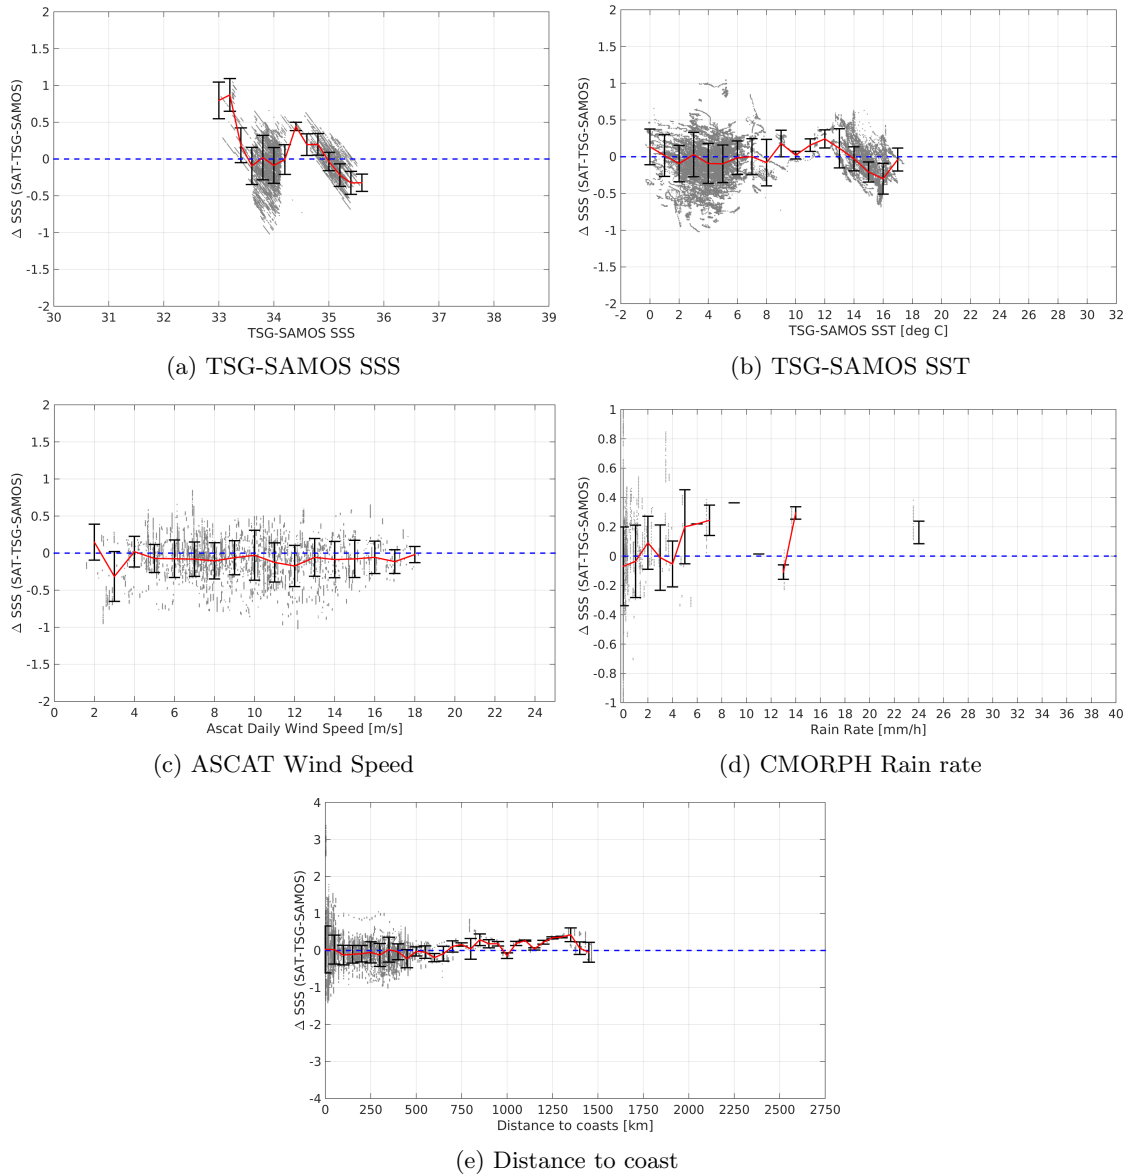 2
1.5
1
0.5
0
-0.5
-1
-1.5
-2
Δ SSS (SAT-TSG-SAMOS)
30 31 32 33 34 35 36 37 38 39
TSG-SAMOS SSS
(a) TSG-SAMOS SSS
2
1.5
1
0.5
0
-0.5
-1
-1.5
-2
Δ SSS (SAT-TSG-SAMOS)
-2 0 2 4 6 8 10 12 14 16 18 20 22 24 26 28 30 32
TSG-SAMOS SST [deg C]
(b) TSG-SAMOS SST
2
1.5
1
0.5
0
-0.5
-1
-1.5
-2
Δ SSS (SAT-TSG-SAMOS)
0 2 4 6 8 10 12 14 16 18 20 22 24
Ascat Daily Wind Speed [m/s]
(c) ASCAT Wind Speed
1
0.8
0.6
0.4
0.2
0
-0.2
-0.4
-0.6
-0.8
-1
Δ SSS (SAT-TSG-SAMOS)
0 2 4 6 8 10 12 14 16 18 20 22 24 26 28 30 32 34 36 38 40
Rain Rate [mm/h]
(d) CMORPH Rain rate
4
3
2
1
0
-1
-2
-3
-4
Δ SSS (SAT-TSG-SAMOS)
0 250 500 750 1000 1250 1500 1750 2000 2250 2500 2750
Distance to coasts [km]
(e) Distance to coast